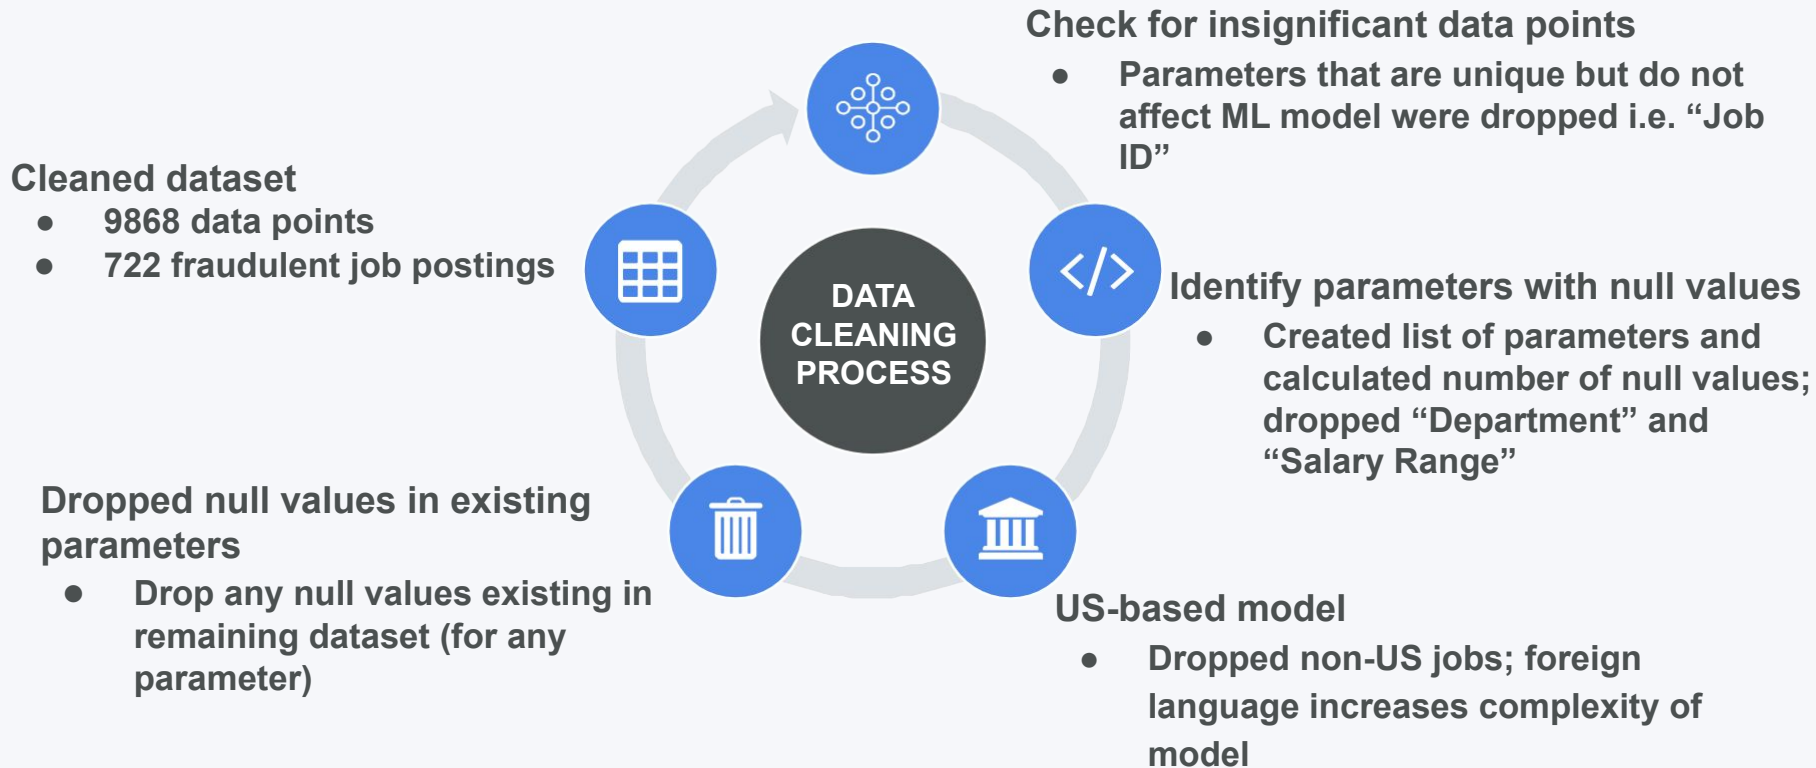 Check for insignificant data points
● Parameters that are unique but do not
affect ML model were dropped i.e. “Job
ID”
Identify parameters with null values
● Created list of parameters and
calculated number of null values;
dropped “Department” and
“Salary Range”
US-based model
● Dropped non-US jobs; foreign
language increases complexity of
model
Dropped null values in existing
parameters
● Drop any null values existing in
remaining dataset (for any
parameter)
Cleaned dataset
● 9868 data points
● 722 fraudulent job postings
DATA
CLEANING
PROCESS
</>